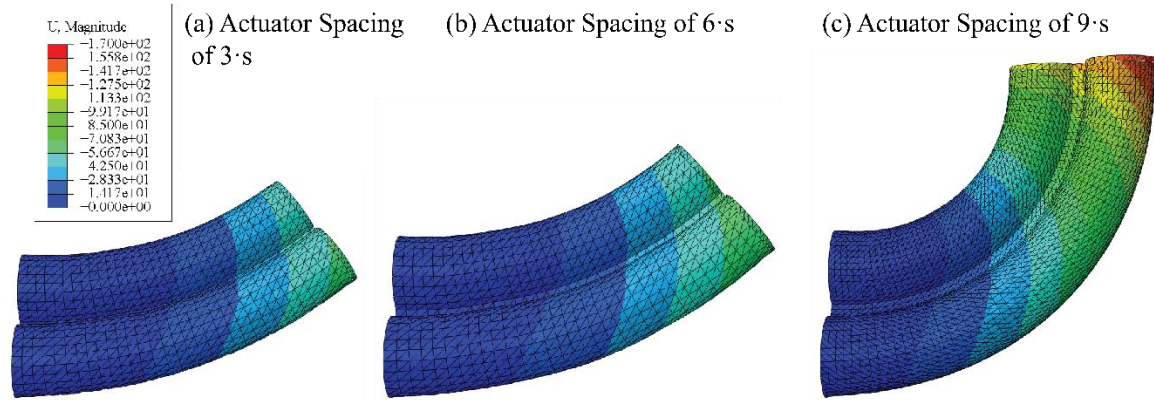 U, Magnitude
−1.700e+02
1.558e+02
−1.417e+02
−1.275e+02
1.133e+02
−9.917e+01
8.500e+01
−7.083e+01
−5.667e+01
4.250e+01
−2.833e+01
1.417e+01
−0.000e+00
(a) Actuator Spacing
of 3·s
(b) Actuator Spacing of 6·s
(c) Actuator Spacing of 9·s